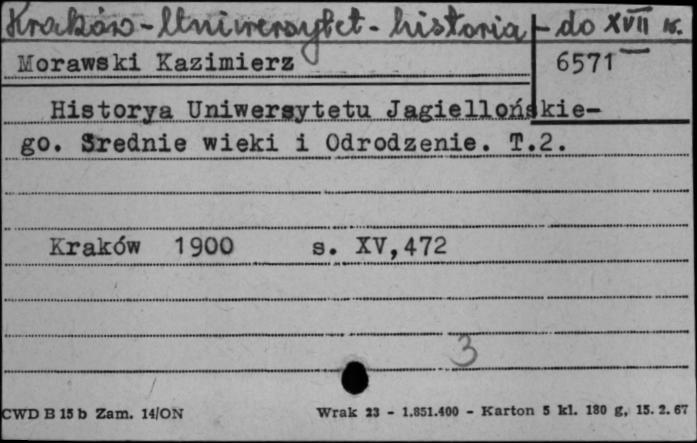 Kraków - Uniwersytet - historia - do XVII w.
Morawski Kazimierz 6571
Historya Uniwersytetu Jagiellońskie-
go. Srednie wieki i Odrodzenie. T.2.
Kraków 1900 s. XV,472
3
CWD B 15 b Zam. 14/ON Wrak 23 - 1.851.400 - Karton 5 kl. 180 g, 15. 2. 67